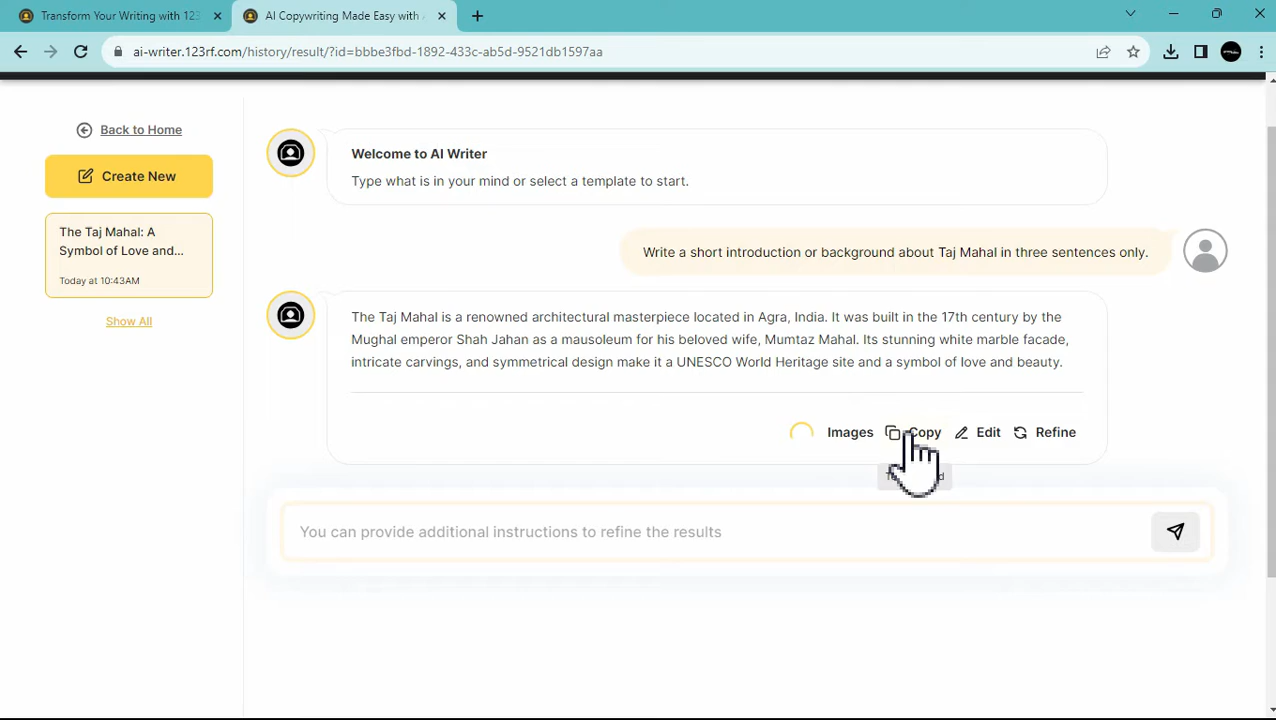 Transform Your Writing with 123
AI Copywriting Made Easy with
ai-writer.123rf.com/history/result/?id=bbbe3fbd-1892-433c-ab5d-9521db1597aa
Back to Home
Create New
The Taj Mahal: A
Symbol of Love and...
Today at 10:43AM
Show All
Welcome to AI Writer
Type what is in your mind or select a template to start.
Write a short introduction or background about Taj Mahal in three sentences only.
The Taj Mahal is a renowned architectural masterpiece located in Agra, India. It was built in the 17th century by the
Mughal emperor Shah Jahan as a mausoleum for his beloved wife, Mumtaz Mahal. Its stunning white marble facade,
intricate carvings, and symmetrical design make it a UNESCO World Heritage site and a symbol of love and beauty.
Images Copy Edit Refine
You can provide additional instructions to refine the results